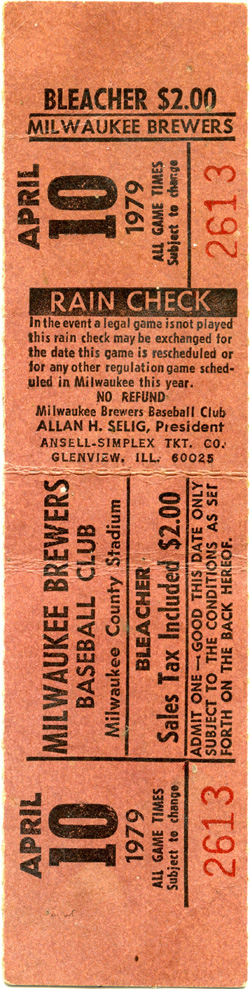 BLEACHER $2.00
MILWAUKEE BREWERS
APRIL
10
1979
ALL GAME TIMES
Subject to change
2613
RAIN CHECK
In the event a legal game is not played
this rain check may be exchanged for
the date this game is rescheduled or
for any other regulation game sched-
uled in Milwaukee this year.
NO REFUND
Milwaukee Brewers Baseball Club
ALLAN H. SELIG, President
ANSELL-SIMPLEX TKT. CO.
GLENVIEW, ILL. 60025
MILWAUKEE BREWERS
BASEBALL CLUB
Milwaukee County Stadium
BLEACHER
Sales Tax Included $2.00
ADMIT ONE—GOOD THIS DATE ONLY
SUBJECT TO THE CONDITIONS AS SET
FORTH ON THE BACK HEREOF.
APRIL
10
1979
ALL GAME TIMES
Subject to change
2613